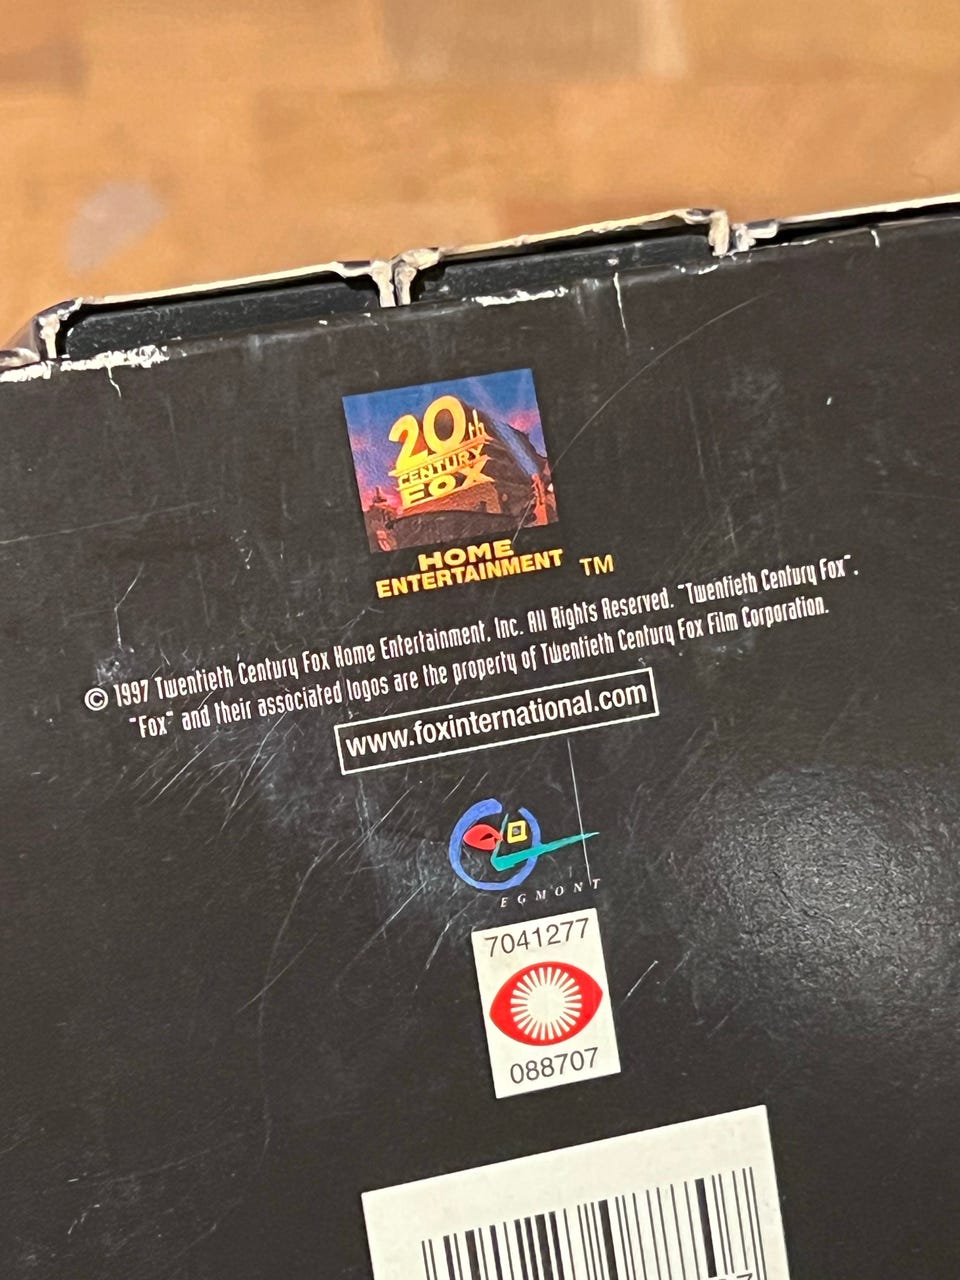 20th
CENTURY
FOX
HOME
ENTERTAINMENT TM
© 1997 Twentieth Century Fox Home Entertainment, Inc. All Rights Reserved. "Twentieth Century Fox",
"Fox" and their associated logos are the property of Twentieth Century Fox Film Corporation.
www.foxinternational.com
EGMONT
7041277
088707